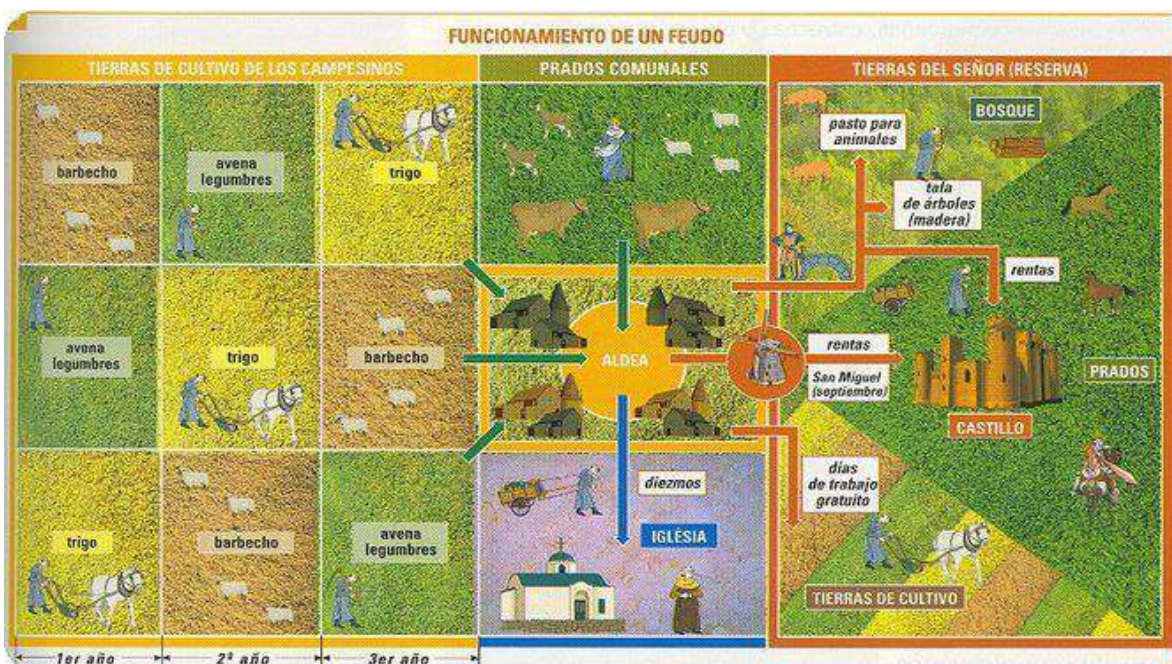 FUNCIONAMIENTO DE UN FEUDO
TIERRAS DE CULTIVO DE LOS CAMPESINOS
PRADOS COMUNALES
TIERRAS DEL SEÑOR (RESERVA)
barbecho
avena
legumbres
trigo
avena
legumbres
trigo
barbecho
trigo
barbecho
avena
legumbres
1er año
2º año
3er año
ALDEA
diezmos
IGLÉSIA
BOSQUE
pasto para
animales
tala
de árboles
(madera)
rentas
rentas
San Miguel
(septiembre)
PRADOS
CASTILLO
días
de trabajo
gratuito
TIERRAS DE CULTIVO